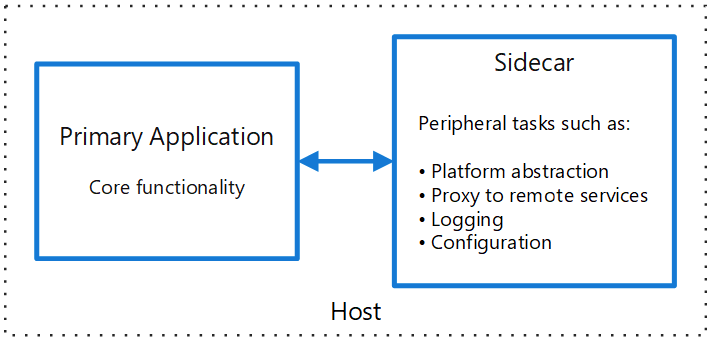 Primary Application
Core functionality
Sidecar
Peripheral tasks such as:
• Platform abstraction
• Proxy to remote services
• Logging
• Configuration
Host